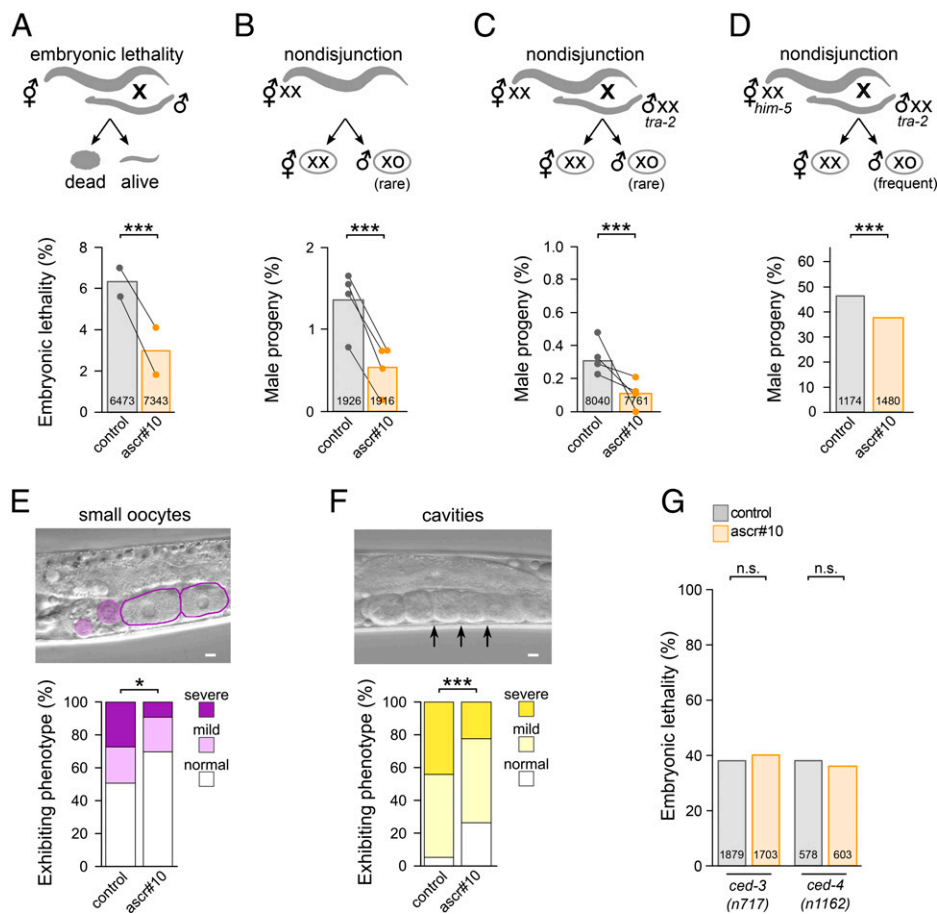 A
embryonic lethality
⚥
X
♂
dead
alive
Embryonic lethality (%)
8
6
4
2
0
***
6473
7343
control
ascr#10
B
nondisjunction
⚥XX
⚥
XX
♂
XO
(rare)
Male progeny (%)
2
1
0
***
1926
1916
control
ascr#10
C
nondisjunction
⚥XX
X
♂XX
tra-2
⚥
XX
♂
XO
(rare)
Male progeny (%)
1.0
0.8
0.6
0.4
0.2
0
***
8040
7761
control
ascr#10
D
nondisjunction
⚥XX
him-5
X
♂XX
tra-2
⚥
XX
♂
XO
(frequent)
Male progeny (%)
60
50
40
30
20
10
0
***
1174
1480
control
ascr#10
E
small oocytes
Exhibiting phenotype (%)
100
80
60
40
20
0
*
severe
mild
normal
control
ascr#10
F
cavities
Exhibiting phenotype (%)
100
80
60
40
20
0
***
severe
mild
normal
control
ascr#10
G
control
ascr#10
Embryonic lethality (%)
100
80
60
40
20
0
n.s.
n.s.
1879
1703
578
603
ced-3
(n717)
ced-4
(n1162)